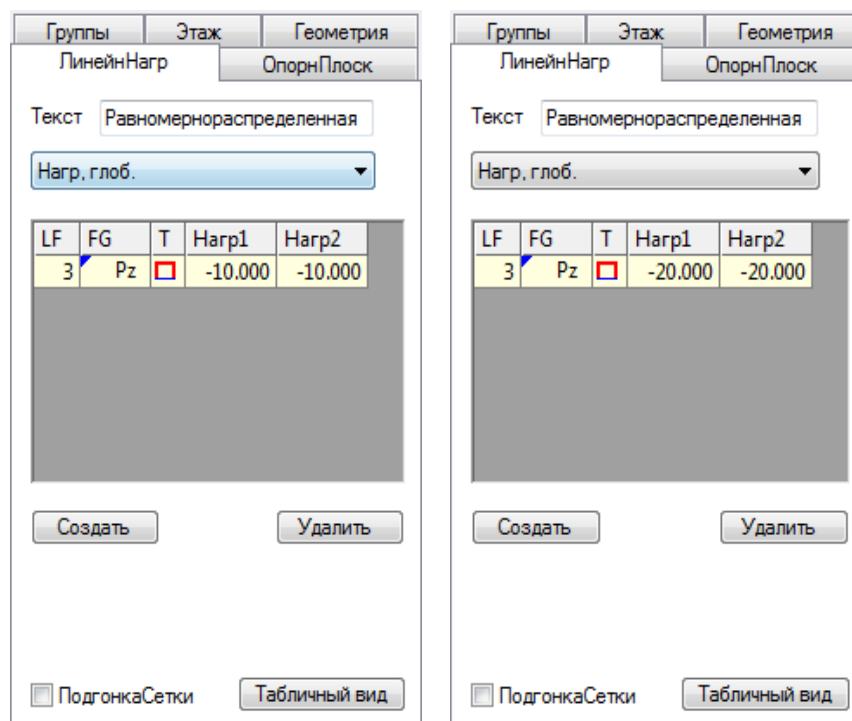 Группы Этаж Геометрия
ЛинейнНагр ОпорнПлоск
Текст Равномернораспределенная
Нагр, глоб.
LF FG T Нагр1 Нагр2
3 Pz -10.000 -10.000
Создать Удалить
ПодгонкаСетки Табличный вид
Группы Этаж Геометрия
ЛинейнНагр ОпорнПлоск
Текст Равномернораспределенная
Нагр, глоб.
LF FG T Нагр1 Нагр2
3 Pz -20.000 -20.000
Создать Удалить
ПодгонкаСетки Табличный вид